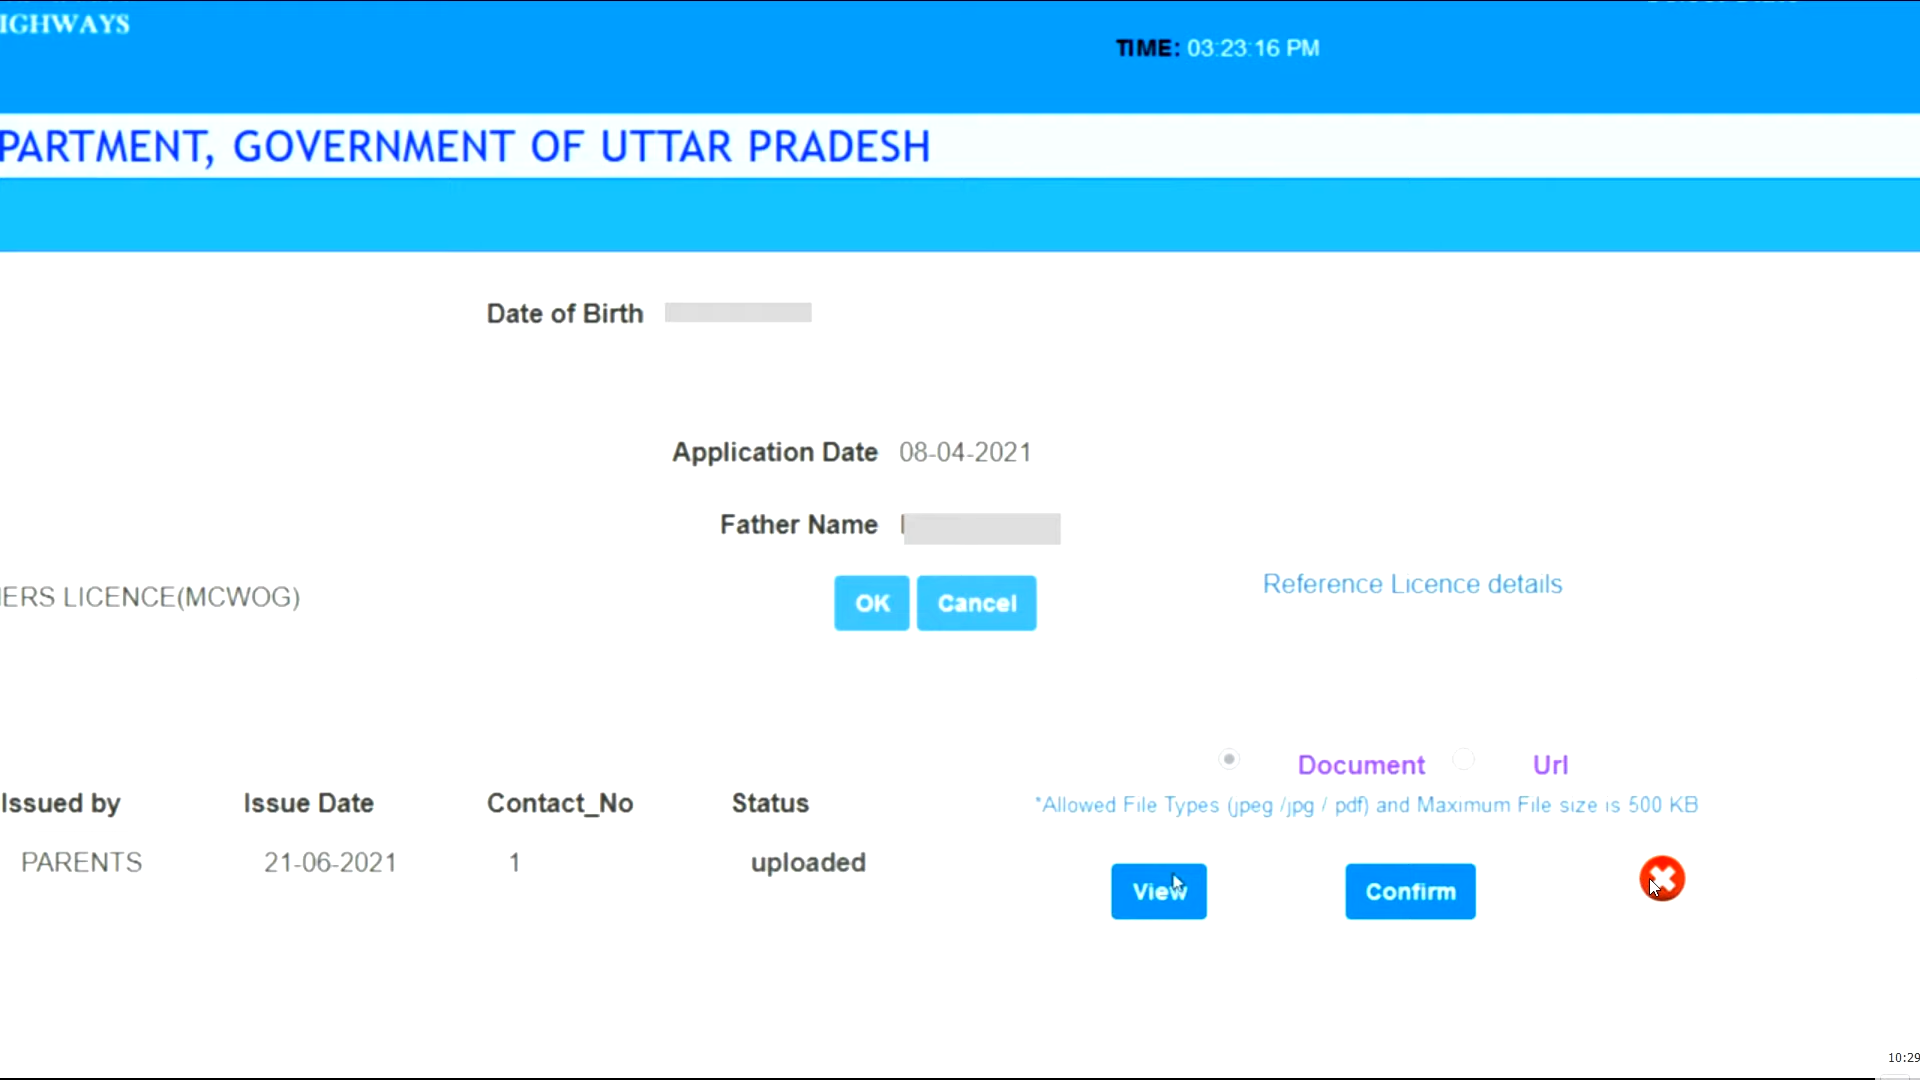 IGHWAYS
TIME: 03:23:16 PM
PARTMENT, GOVERNMENT OF UTTAR PRADESH
Date of Birth
Application Date 08-04-2021
Father Name
ERS LICENCE(MCWOG)
OK Cancel
Reference Licence details
Document Url
Issued by Issue Date Contact_No Status
*Allowed File Types (jpeg /jpg / pdf) and Maximum File size is 500 KB
PARENTS 21-06-2021 1 uploaded
View Confirm
10:29